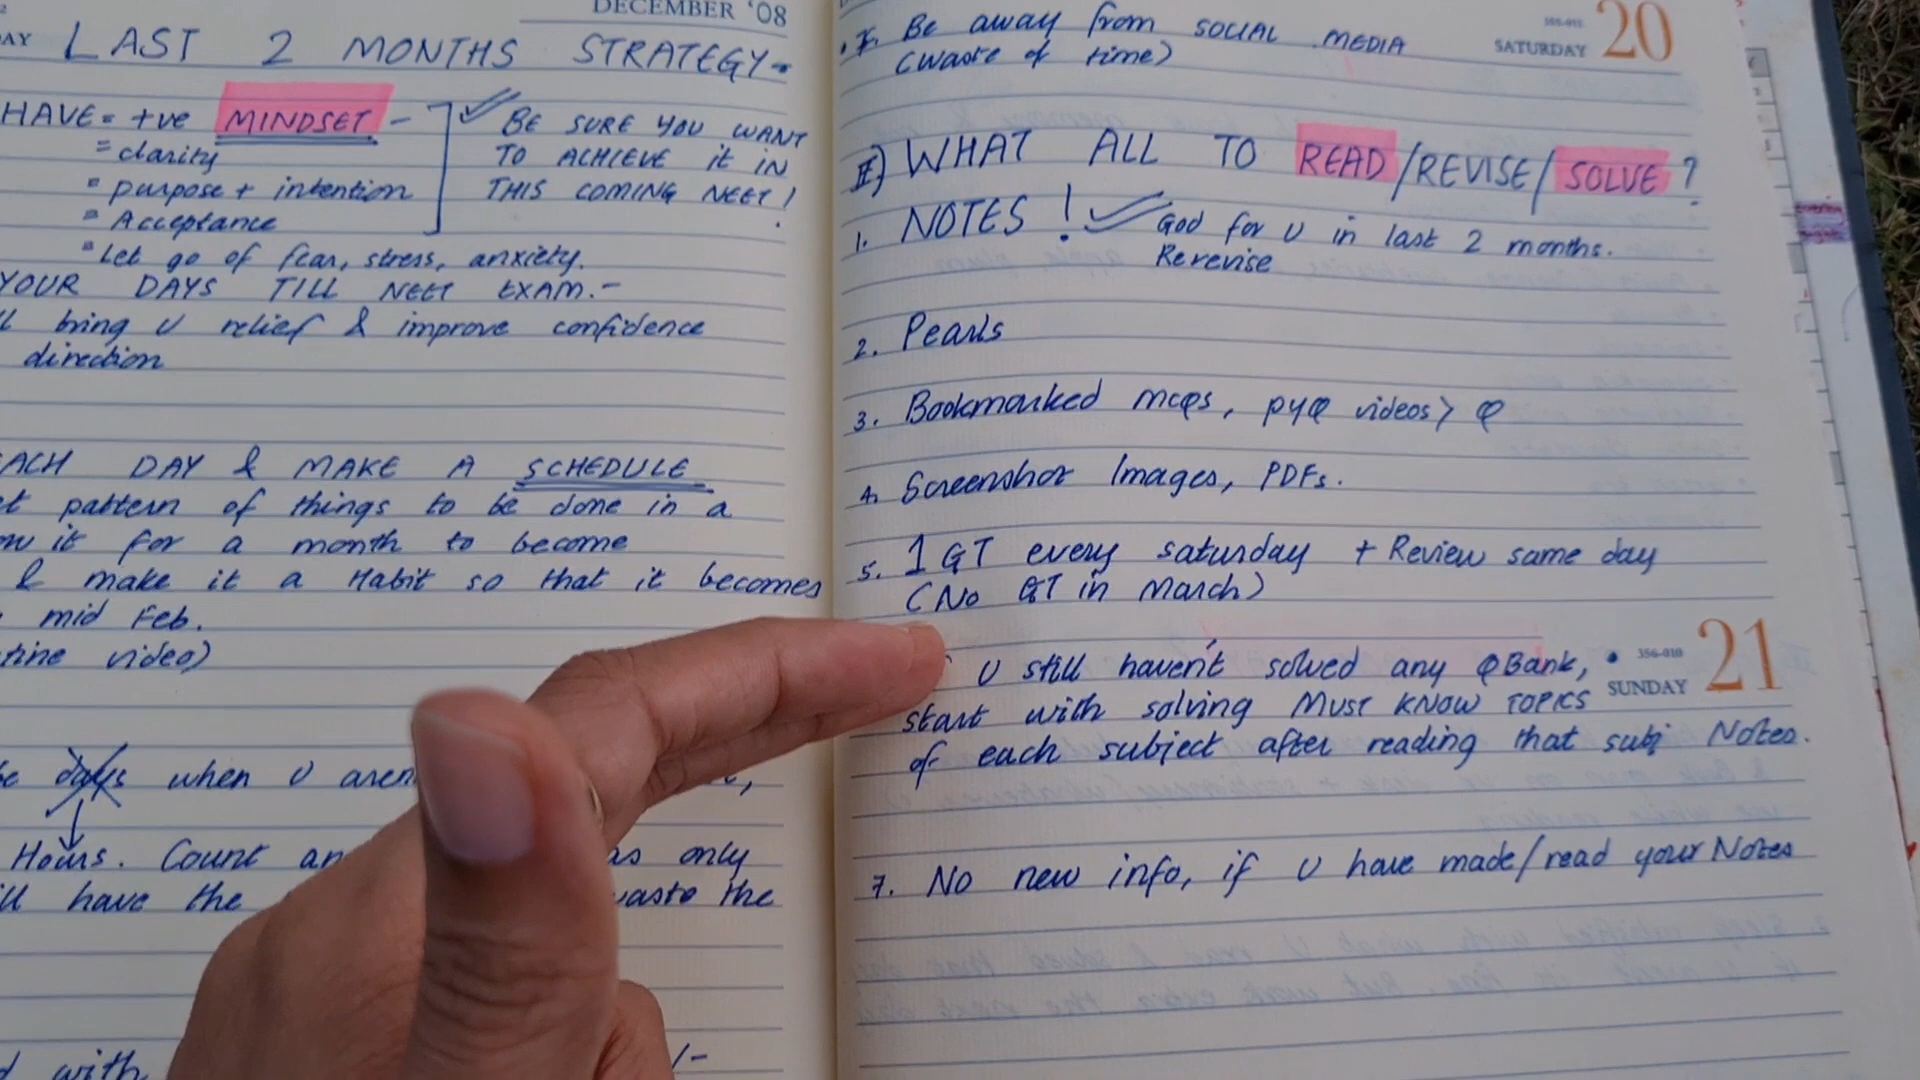 DECEMBER '08
LAST 2 MONTHS STRATEGY-
HAVE = +ve MINDSET -
= clarity
= purpose + intention
= Acceptance
= Let go of fear, stress, anxiety.
BE SURE YOU WANT
TO ACHIEVE it IN
THIS COMING NEET!
YOUR DAYS TILL NEET EXAM.-
bring U relief & improve confidence
direction
DAY & MAKE A SCHEDULE
pattern of things to be done in a
it for a month to become
& make it a Habit so that it becomes
mid Feb.
video)
days when U
Hours. Count only
have the waste the
with
7. Be away from SOCIAL MEDIA
(waste of time)
355-011
SATURDAY 20
II) WHAT ALL TO READ/REVISE/SOLVE?
1. NOTES! God for U in last 2 months.
Rerevise
2. Pearls
3. Bookmarked mcqs, pyq videos> Q
4. Screenshot Images, PDFs.
5. 1 GT every saturday + Review same day
(No GT in March)
356-010
SUNDAY 21
U still haven't solved any QBank,
start with solving MUST KNOW TOPICS
of each subject after reading that subj Notes.
7. No new info, if U have made/read your Notes